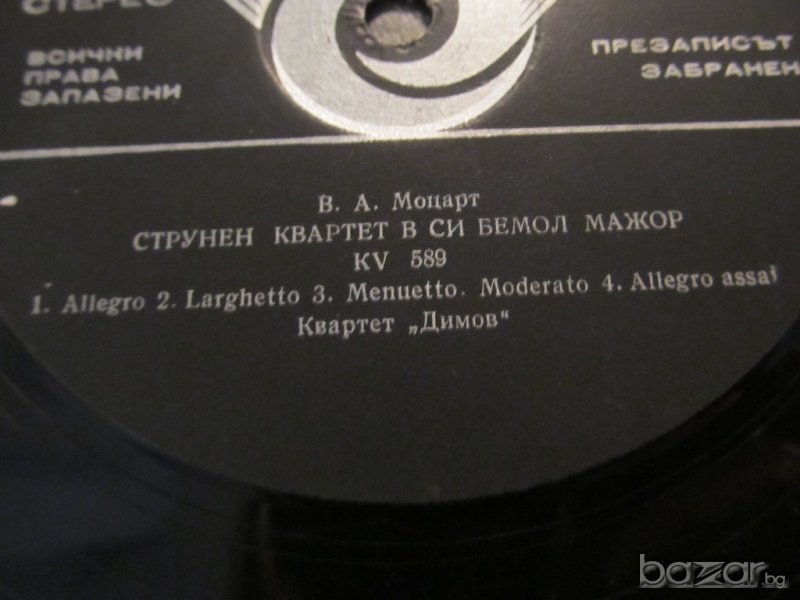 СТЕРЕО
ВСИЧКИ
ПРАВА
ЗАПАЗЕНИ
ПРЕЗАПИСЪТ
ЗАБРАНЕН
В. А. Моцарт
СТРУНЕН КВАРТЕТ В СИ БЕМОЛ МАЖОР
KV 589
1. Allegro 2. Larghetto 3. Menuetto. Moderato 4. Allegro assai
Квартет „Димов“
bazar.bg